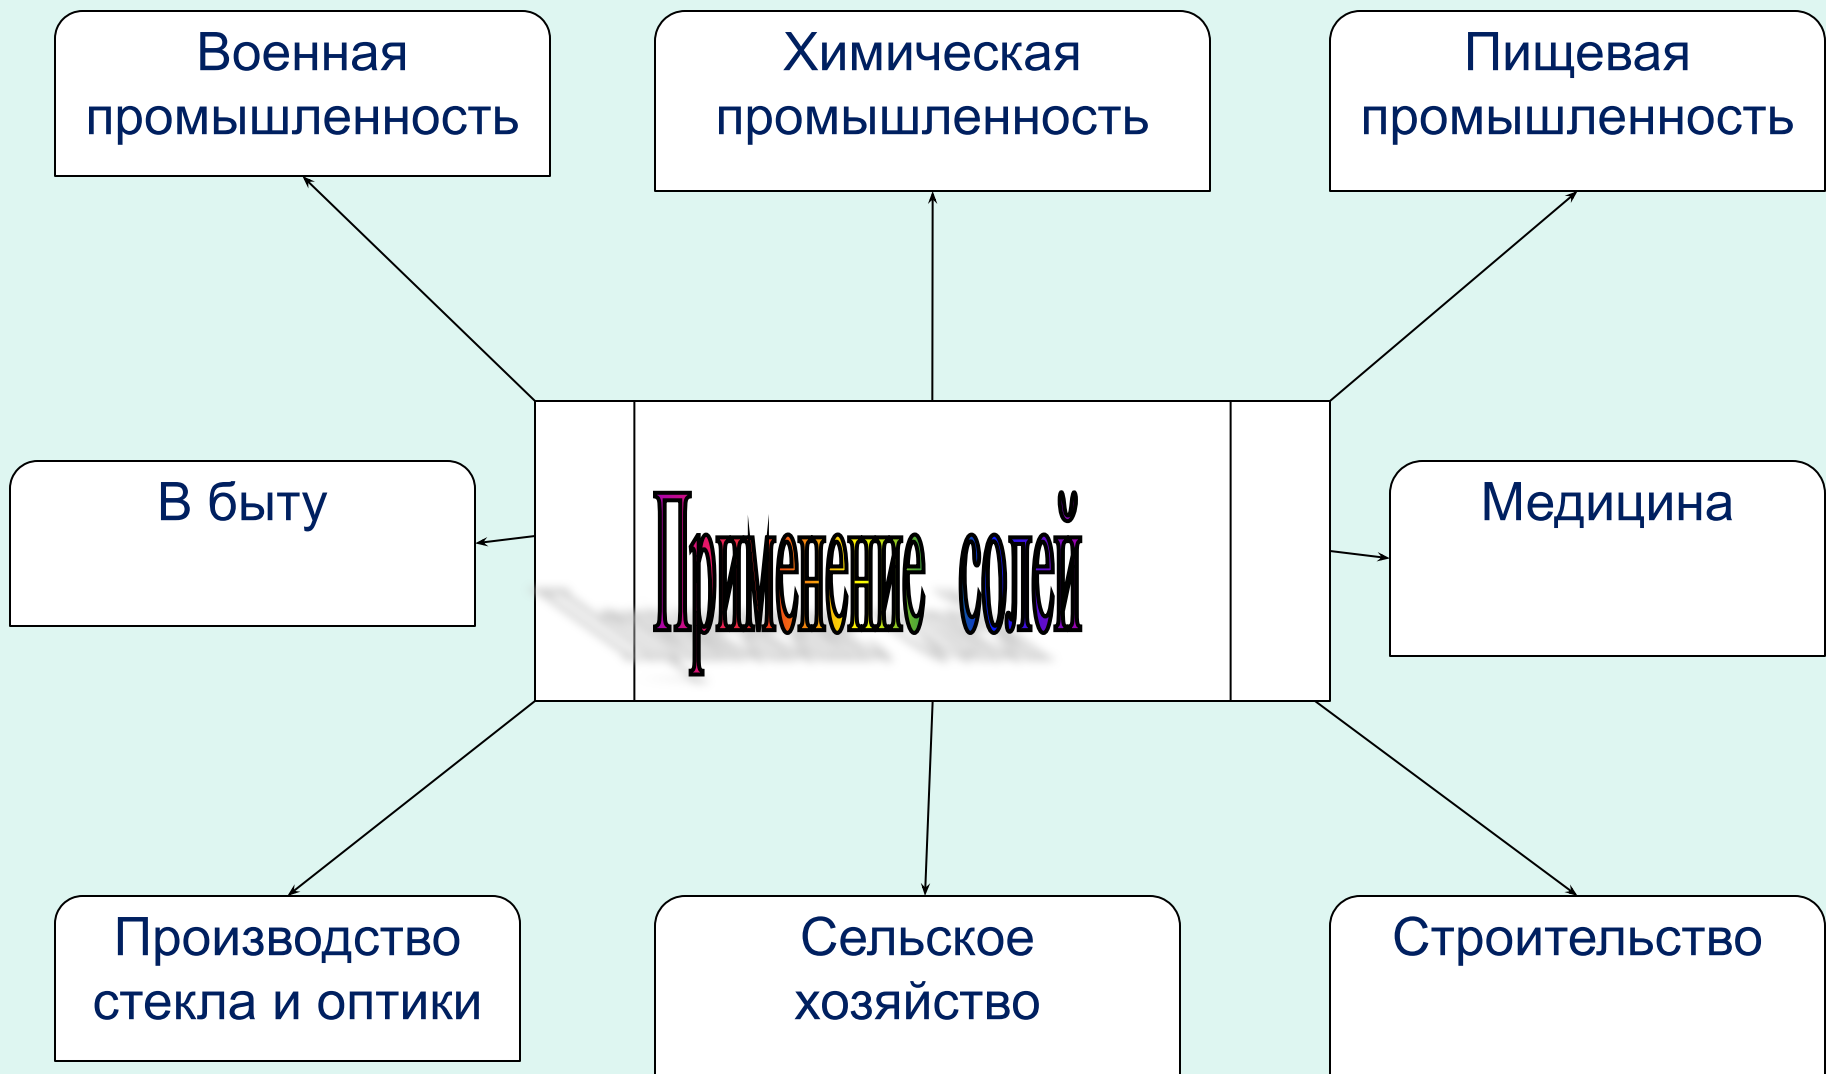 Военная
промышленность
Химическая
промышленность
Пищевая
промышленность
В быту
Применение солей
Медицина
Производство
стекла и оптики
Сельское
хозяйство
Строительство